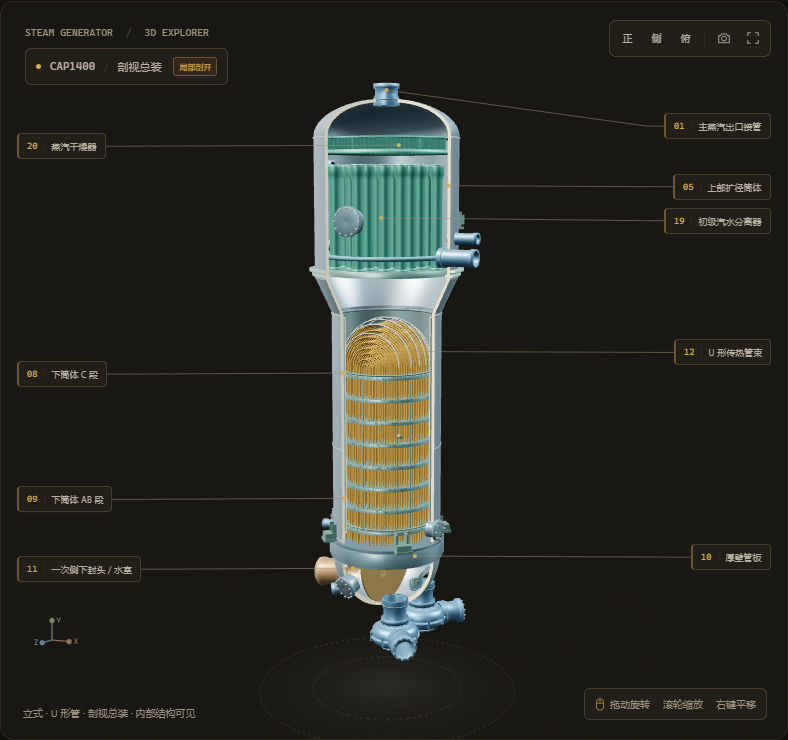 STEAM GENERATOR / 3D EXPLORER
CAP1400 / 剖视总装 局部剖开
正 侧 俯
01 主蒸汽出口接管
20 蒸汽干燥器
05 上部扩径筒体
19 初级汽水分离器
12 U 形传热管束
08 下筒体 C 段
09 下筒体 AB 段
10 厚壁管板
11 一次侧下封头 / 水室
Y
Z
X
立式 · U 形管 · 剖视总装 · 内部结构可见
拖动旋转 滚轮缩放 右键平移